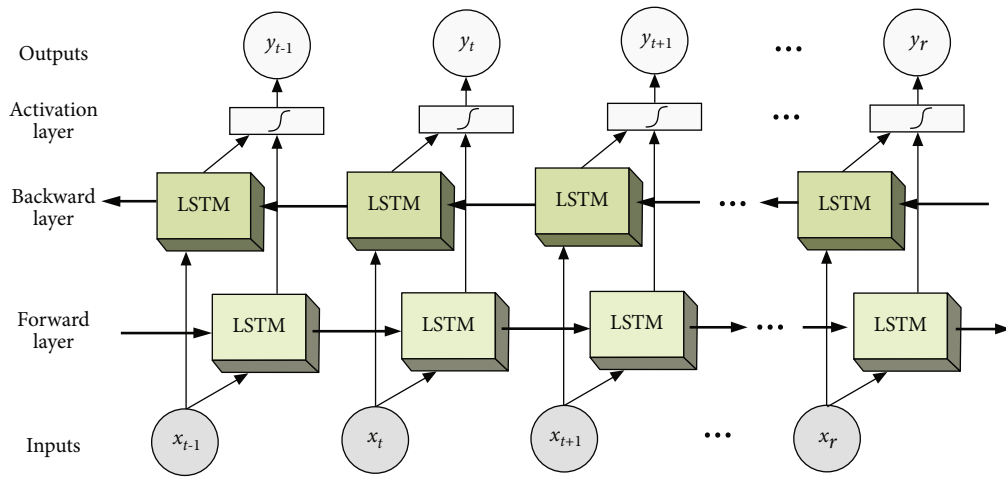 Outputs
y_{t-1}
y_t
y_{t+1}
...
y_r
Activation
layer
...
Backward
layer
LSTM
LSTM
LSTM
...
LSTM
Forward
layer
LSTM
LSTM
LSTM
...
LSTM
Inputs
x_{t-1}
x_t
x_{t+1}
...
x_r